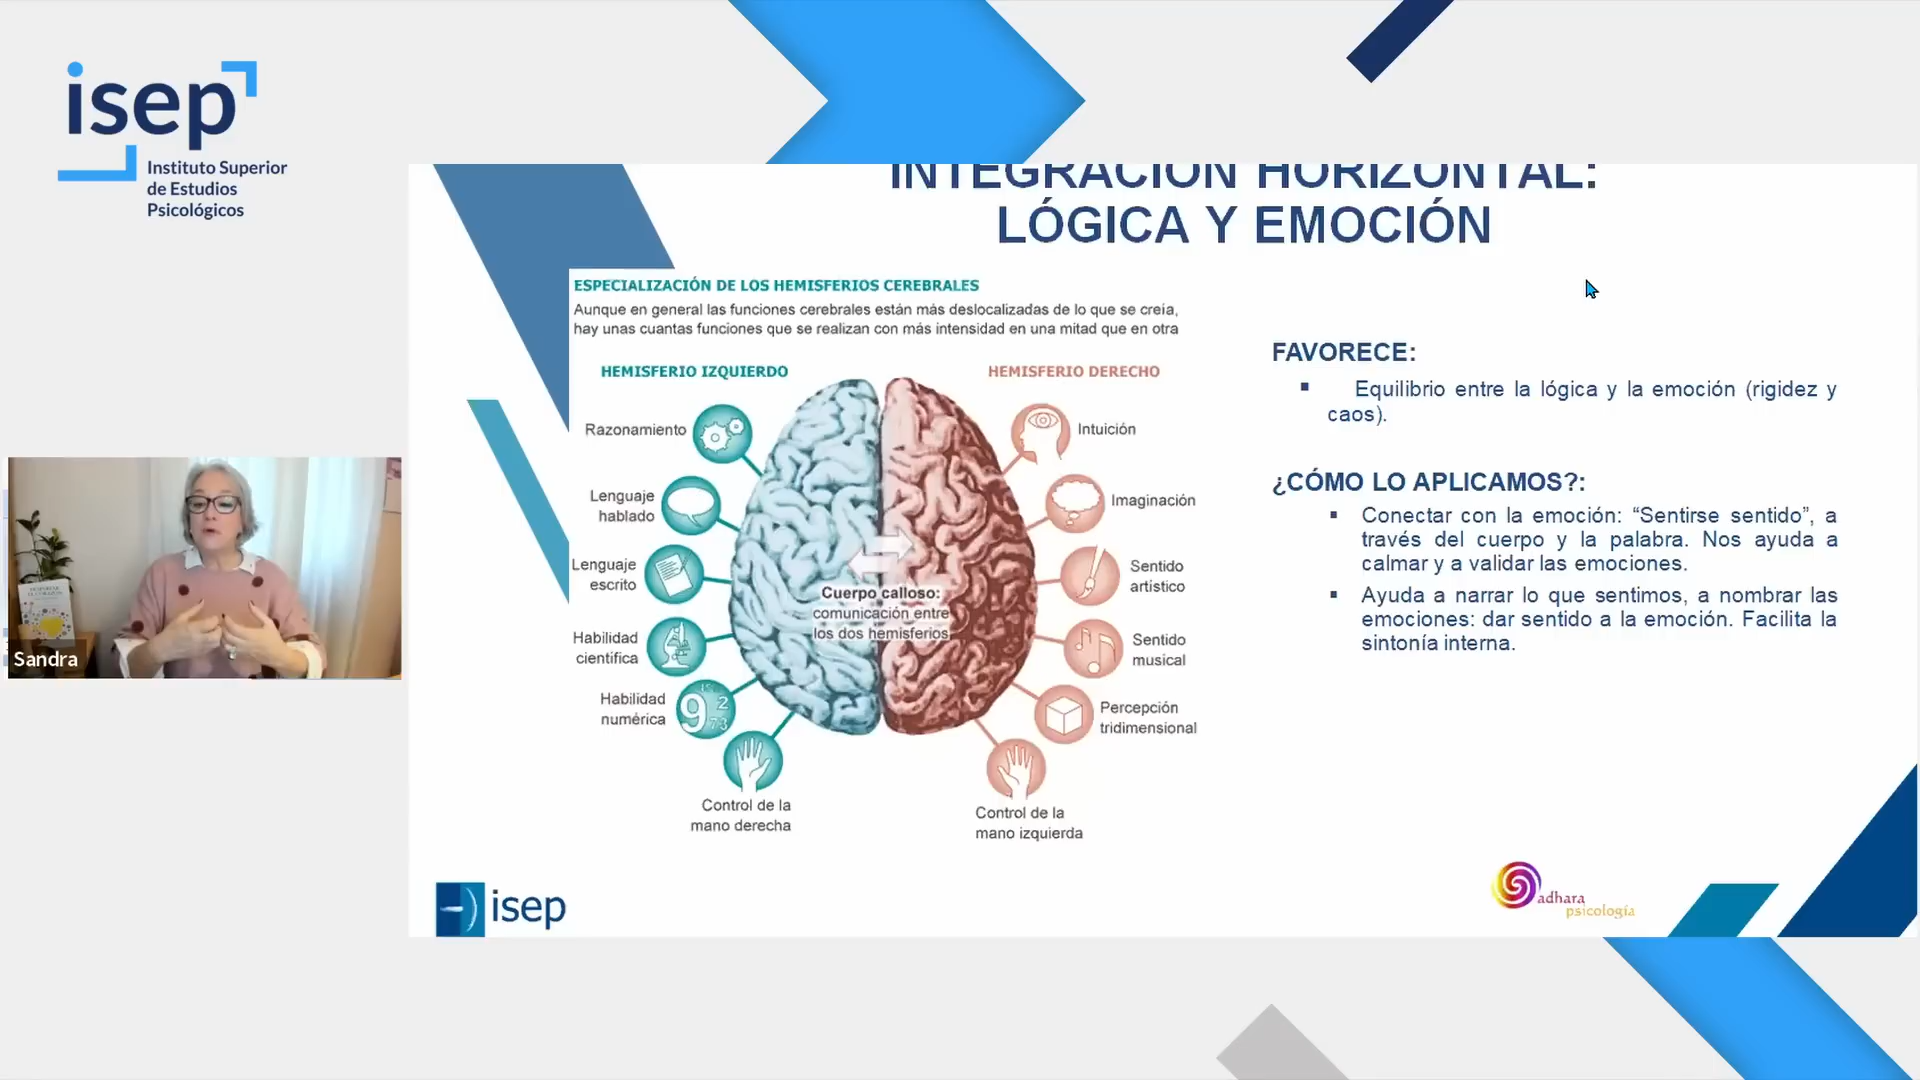 isep
Instituto Superior
de Estudios
Psicológicos
INTEGRACIÓN HORIZONTAL:
LÓGICA Y EMOCIÓN
ESPECIALIZACIÓN DE LOS HEMISFERIOS CEREBRALES
Aunque en general las funciones cerebrales están más deslocalizadas de lo que se creía,
hay unas cuantas funciones que se realizan con más intensidad en una mitad que en otra
HEMISFERIO IZQUIERDO
Razonamiento
Lenguaje
hablado
Lenguaje
escrito
Habilidad
científica
Habilidad
numérica
9 2
73
Control de la
mano derecha
Cuerpo calloso:
comunicación entre
los dos hemisferios
HEMISFERIO DERECHO
Intuición
Imaginación
Sentido
artístico
Sentido
musical
Percepción
tridimensional
Control de la
mano izquierda
FAVORECE:
▪ Equilibrio entre la lógica y la emoción (rigidez y
caos).
¿CÓMO LO APLICAMOS?:
▪ Conectar con la emoción: “Sentirse sentido”, a
través del cuerpo y la palabra. Nos ayuda a
calmar y a validar las emociones.
▪ Ayuda a narrar lo que sentimos, a nombrar las
emociones: dar sentido a la emoción. Facilita la
sintonía interna.
Sandra
isep
adhara
psicología